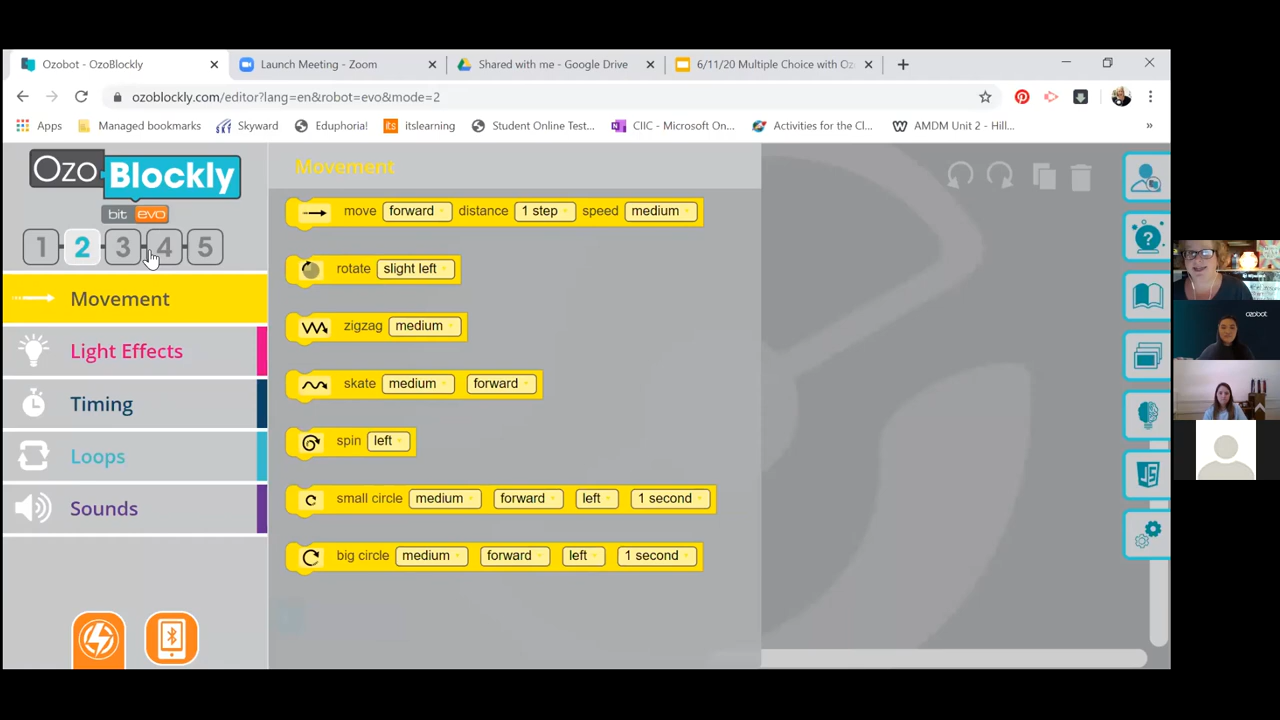 Ozobot - OzoBlockly
Launch Meeting - Zoom
Shared with me - Google Drive
6/11/20 Multiple Choice with Oz
ozoblockly.com/editor?lang=en&robot=evo&mode=2
Apps
Managed bookmarks
Skyward
Eduphoria!
its itslearning
Student Online Test...
CIIC - Microsoft On...
Activities for the Cl...
AMDM Unit 2 - Hill...
»
Ozo Blockly
bit evo
1 2 3 4 5
Movement
Light Effects
Timing
Loops
Sounds
Movement
move forward distance 1 step speed medium
rotate slight left
zigzag medium
skate medium forward
spin left
small circle medium forward left 1 second
big circle medium forward left 1 second
?
JS
ozobot